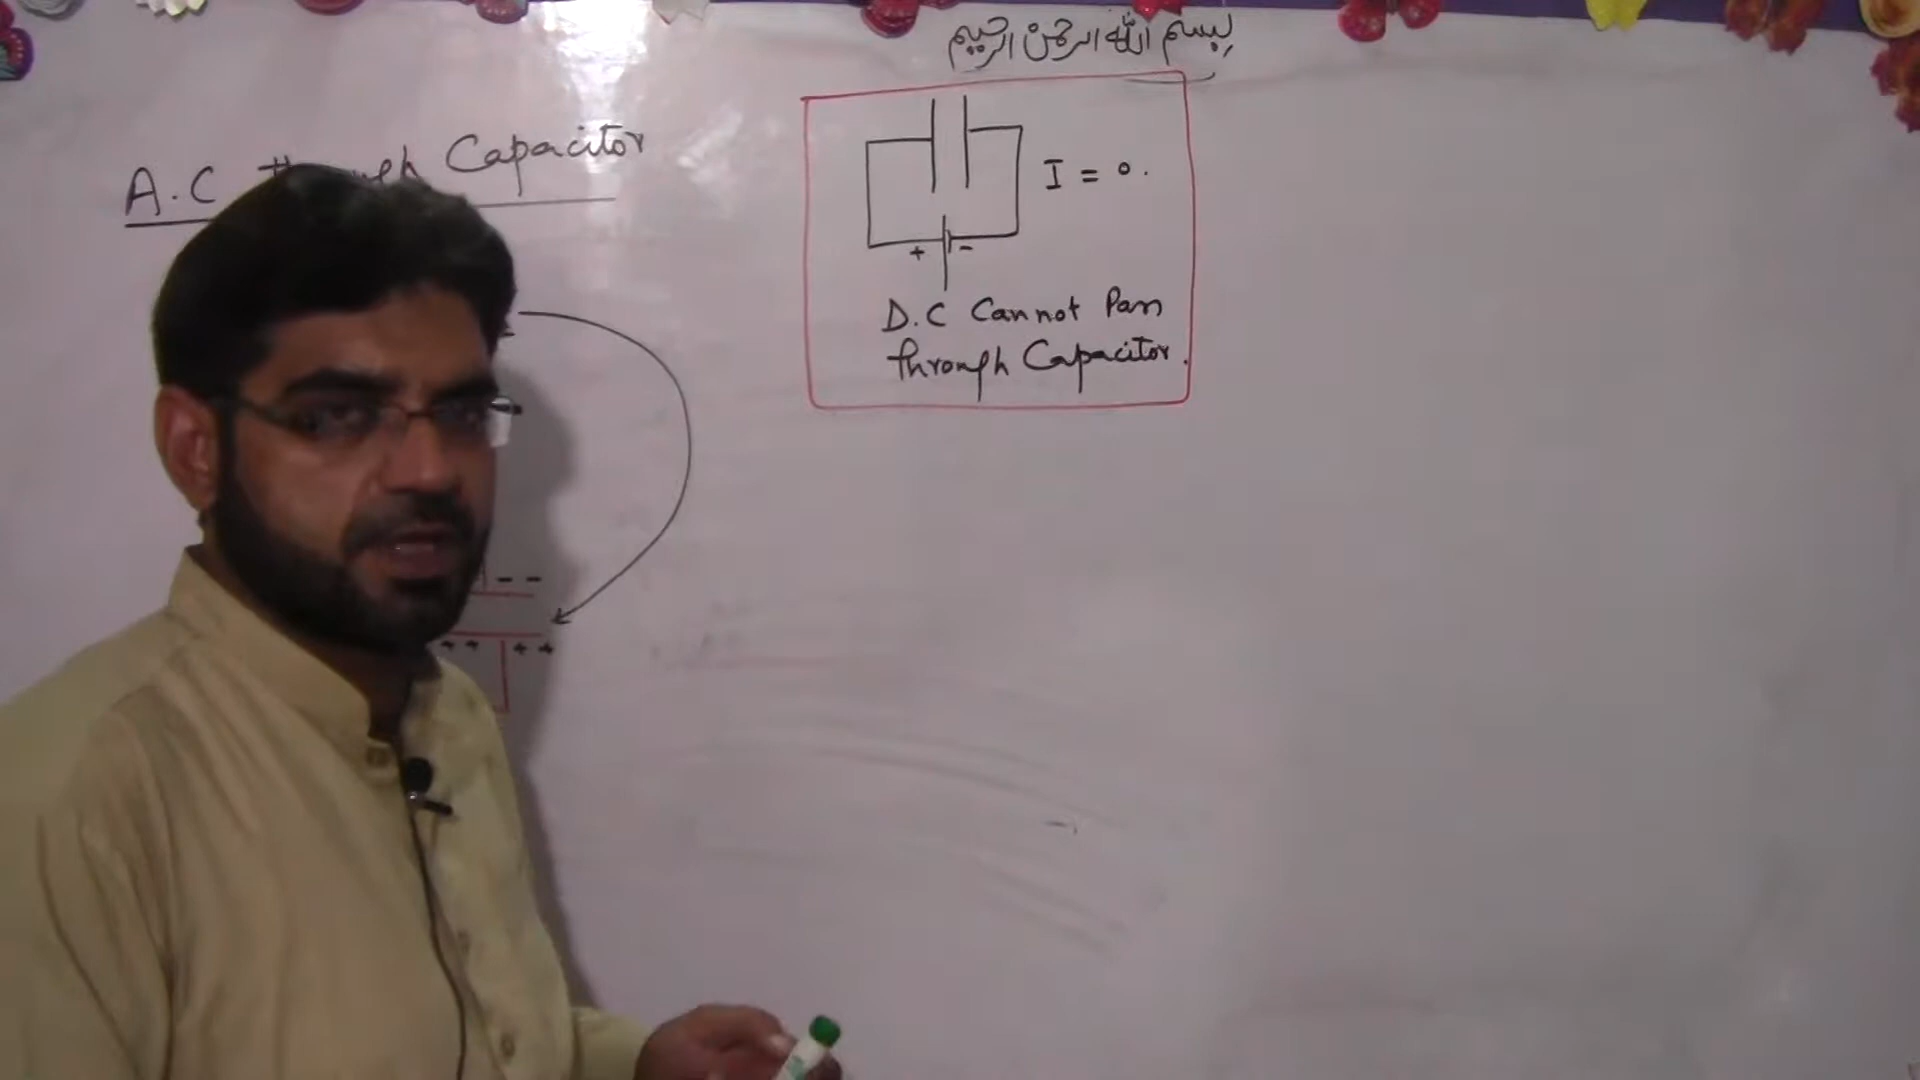 بسم الله الرحمن الرحيم
A.C through Capacitor
I = 0.
+ -
D.C Cannot Pass
through Capacitor.
- -
+ + + +